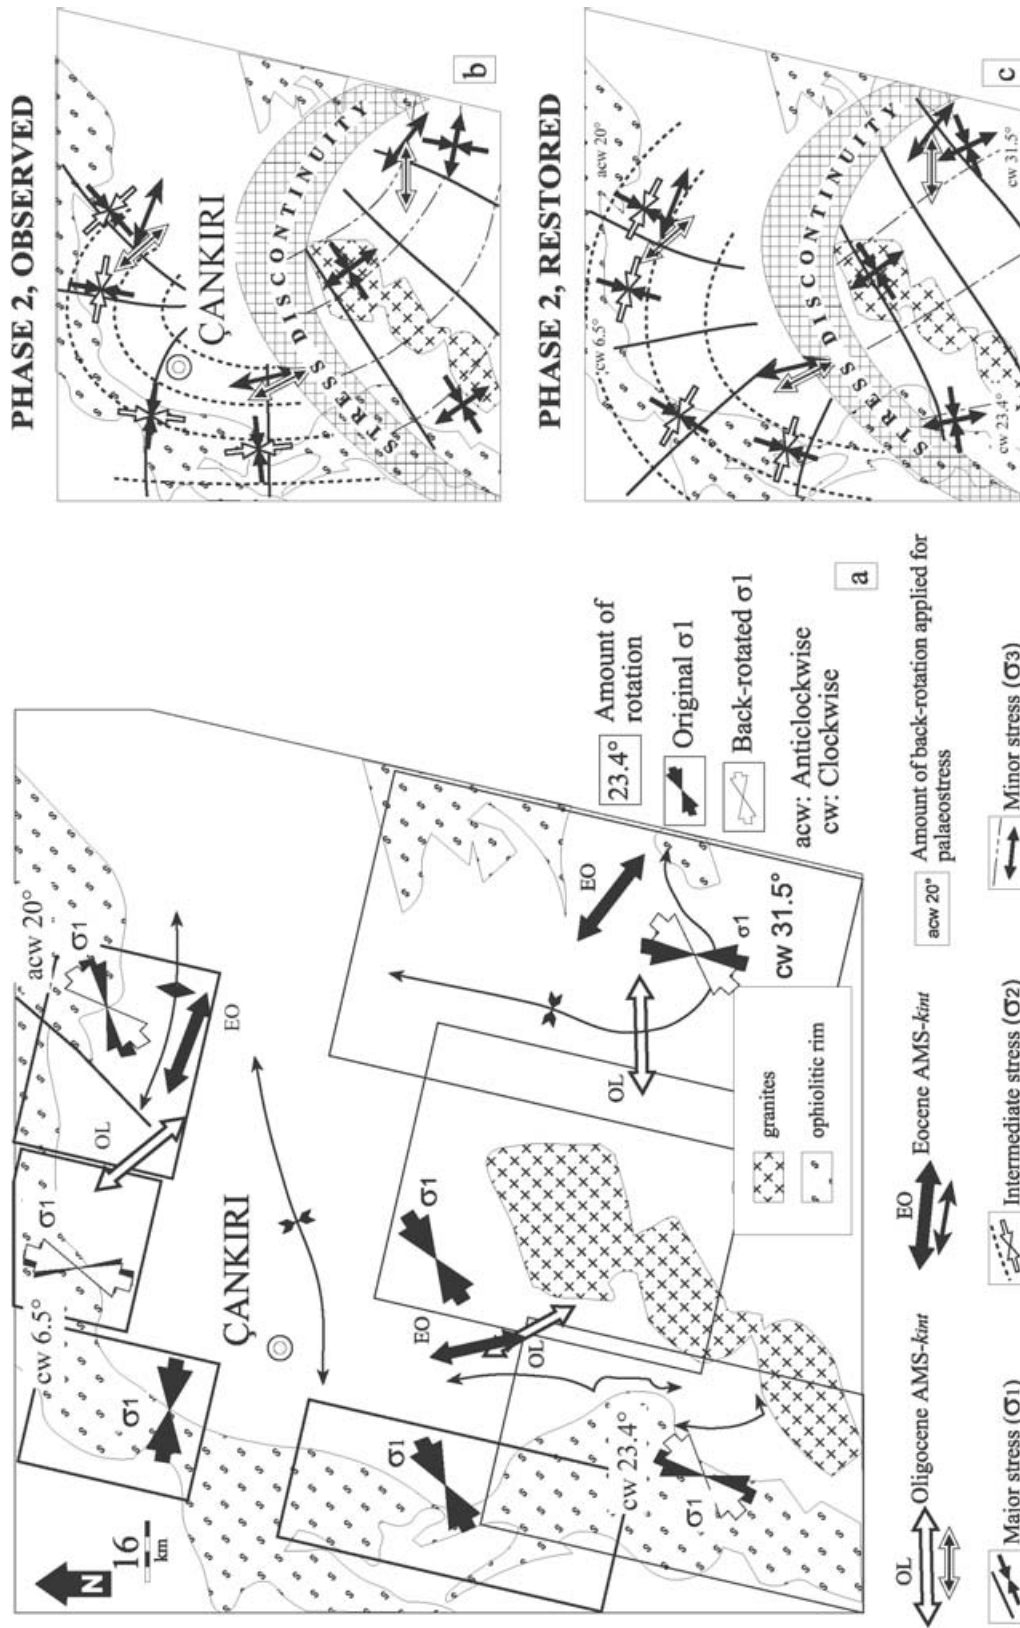 N
16
km
cw 6.5°
acw 20°
σ1
σ1
σ1
OL
EO
ÇANKIRI
σ1
σ1
EO
OL
cw 23.4°
σ1
OL
EO
σ1
cw 31.5°
granites
ophiolitic rim
23.4° Amount of
rotation
Original σ1
Back-rotated σ1
acw: Anticlockwise
cw: Clockwise
a
OL Oligocene AMS-kint
EO Eocene AMS-kint
acw 20° Amount of back-rotation applied for
palaeostress
Major stress (σ1)
Intermediate stress (σ2)
Minor stress (σ3)
PHASE 2, OBSERVED
ÇANKIRI
STRESS DISCONTINUITY
b
PHASE 2, RESTORED
cw 6.5°
acw 20°
STRESS DISCONTINUITY
cw 23.4°
cw 31.5°
c